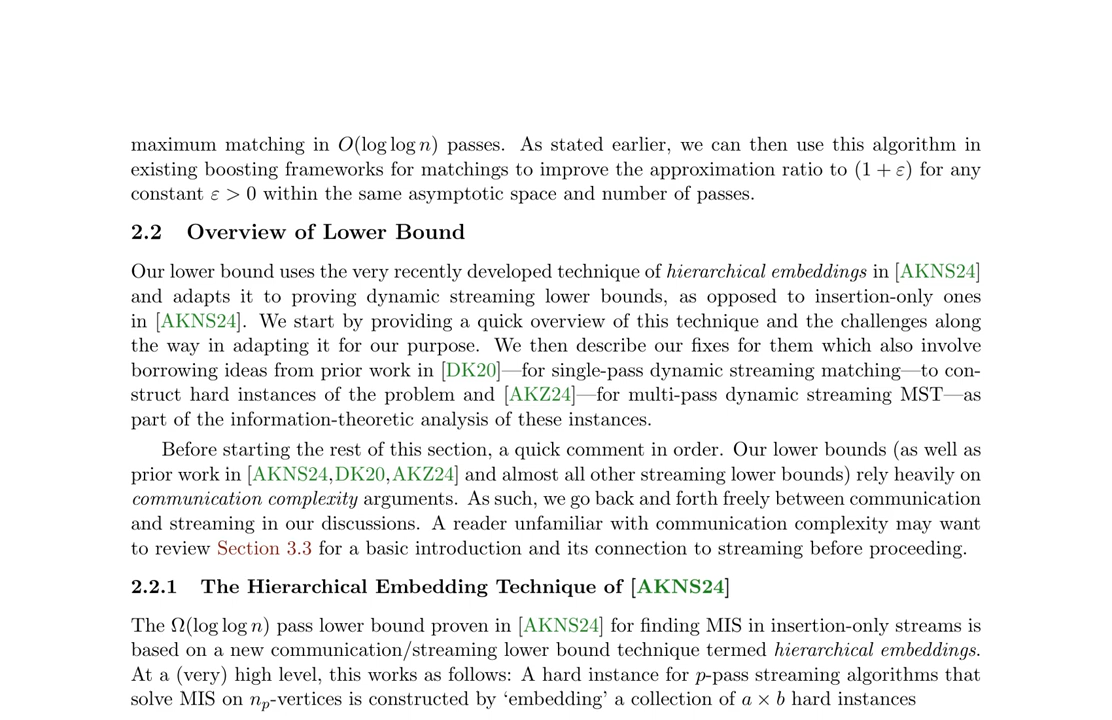 maximum matching in O(log log n) passes. As stated earlier, we can then use this algorithm in
existing boosting frameworks for matchings to improve the approximation ratio to (1 + ε) for any
constant ε > 0 within the same asymptotic space and number of passes.
2.2 Overview of Lower Bound
Our lower bound uses the very recently developed technique of hierarchical embeddings in [AKNS24]
and adapts it to proving dynamic streaming lower bounds, as opposed to insertion-only ones
in [AKNS24]. We start by providing a quick overview of this technique and the challenges along
the way in adapting it for our purpose. We then describe our fixes for them which also involve
borrowing ideas from prior work in [DK20]—for single-pass dynamic streaming matching—to con-
struct hard instances of the problem and [AKZ24]—for multi-pass dynamic streaming MST—as
part of the information-theoretic analysis of these instances.
Before starting the rest of this section, a quick comment in order. Our lower bounds (as well as
prior work in [AKNS24,DK20,AKZ24] and almost all other streaming lower bounds) rely heavily on
communication complexity arguments. As such, we go back and forth freely between communication
and streaming in our discussions. A reader unfamiliar with communication complexity may want
to review Section 3.3 for a basic introduction and its connection to streaming before proceeding.
2.2.1 The Hierarchical Embedding Technique of [AKNS24]
The Ω(log log n) pass lower bound proven in [AKNS24] for finding MIS in insertion-only streams is
based on a new communication/streaming lower bound technique termed hierarchical embeddings.
At a (very) high level, this works as follows: A hard instance for p-pass streaming algorithms that
solve MIS on n_p-vertices is constructed by ‘embedding’ a collection of a × b hard instances